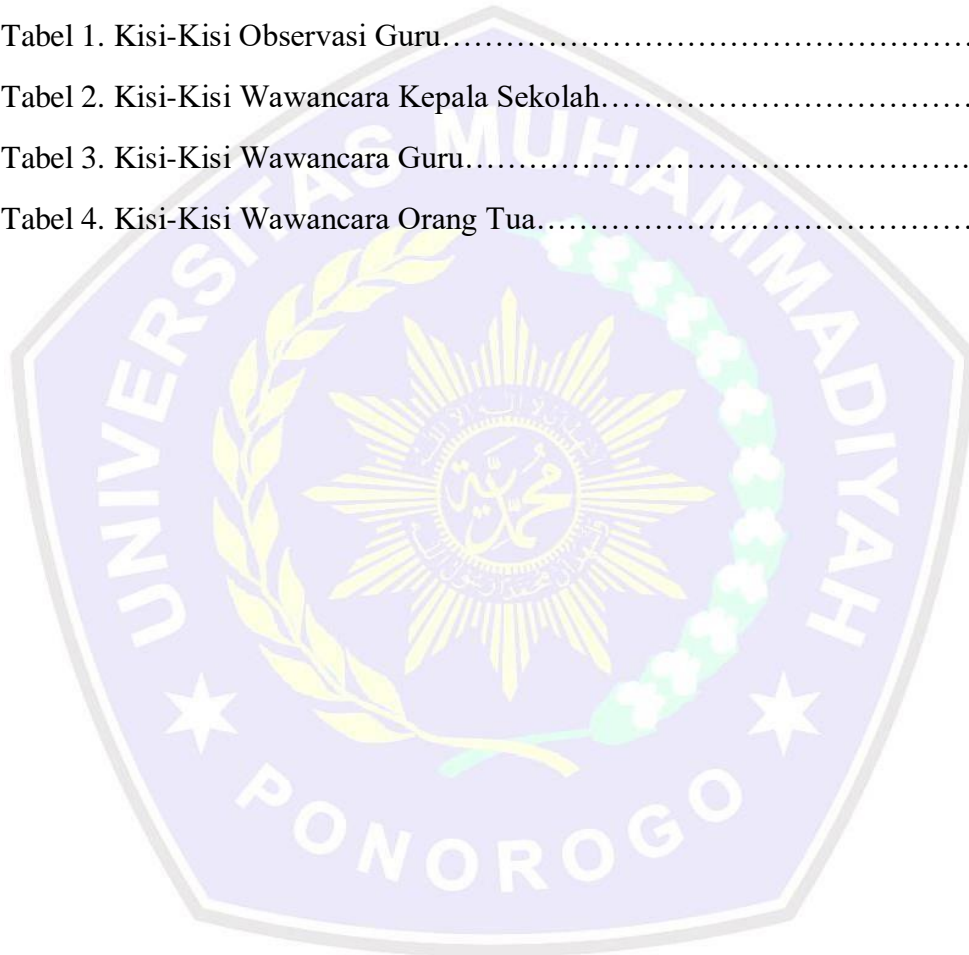 Tabel 1. Kisi-Kisi Observasi Guru……………………………………………
Tabel 2. Kisi-Kisi Wawancara Kepala Sekolah………………………………
Tabel 3. Kisi-Kisi Wawancara Guru………………………………………...
Tabel 4. Kisi-Kisi Wawancara Orang Tua……………………………………
UNIVERSITAS MUHAMMADIYAH
PONOROGO
محمدية